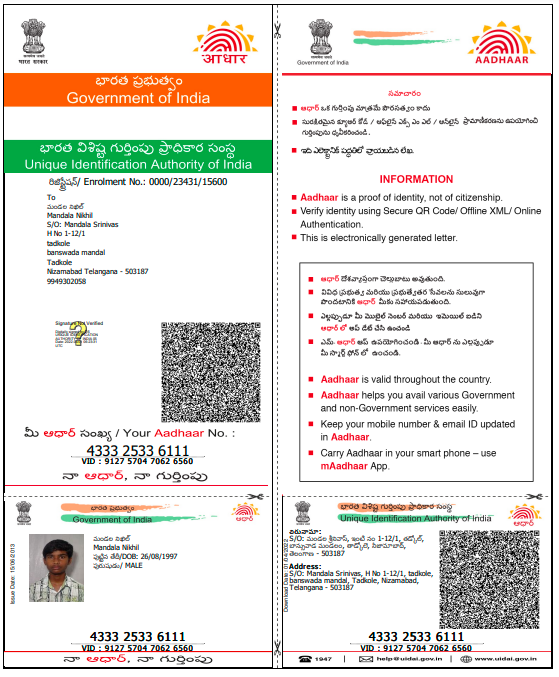 भारत सरकार
आधार
భారత ప్రభుత్వం
Government of India
భారత విశిష్ట గుర్తింపు ప్రాధికార సంస్థ
Unique Identification Authority of India
రిజిస్ట్రేషన్/ Enrolment No.: 0000/23431/15600
To
మండల నిఖిల్
Mandala Nikhil
S/O: Mandala Srinivas
H No 1-12/1
tadkole
banswada mandal
Tadkole
Nizamabad Telangana - 503187
9949302058
Signature Not Verified
మీ ఆధార్ సంఖ్య / Your Aadhaar No. :
4333 2533 6111
VID : 9127 5704 7062 6560
నా ఆధార్, నా గుర్తింపు
Government of India
AADHAAR
సమాచారం
ఆధార్ ఒక గుర్తింపు మాత్రమే పౌరసత్వం కాదు
సురక్షితమైన క్యూఆర్ కోడ్ / ఆఫ్‌లైన్ ఎక్స్ ఎం ఎల్ / ఆన్‌లైన్ ప్రామాణీకరణను ఉపయోగించి
గుర్తింపును ధృవీకరించండి.
ఇది ఎలక్ట్రానిక్ పద్ధతిలో వ్రాయబడిన లేఖ.
INFORMATION
Aadhaar is a proof of identity, not of citizenship.
Verify identity using Secure QR Code/ Offline XML/ Online
Authentication.
This is electronically generated letter.
ఆధార్ దేశవ్యాప్తంగా చెల్లుబాటు అవుతుంది.
వివిధ ప్రభుత్వ మరియు ప్రభుత్వేతర సేవలను సులువుగా
పొందటానికి ఆధార్ మీకు సహాయపడుతుంది.
ఎల్లప్పుడూ మీ మొబైల్ నెంబర్ మరియు ఇమెయిల్ ఐడిని
ఆధార్ లో అప్ డేట్ చేసి ఉంచండి
ఎమ్. ఆధార్ ఆప్ ఉపయోగించండి. మీ ఆధార్ ను ఎల్లప్పుడూ
మీ స్మార్ట్ ఫోన్ లో ఉంచండి.
Aadhaar is valid throughout the country.
Aadhaar helps you avail various Government
and non-Government services easily.
Keep your mobile number & email ID updated
in Aadhaar.
Carry Aadhaar in your smart phone – use
mAadhaar App.
భారత ప్రభుత్వం
Government of India
ఆధార్
Issue Date: 15/06/2013
మండల నిఖిల్
Mandala Nikhil
పుట్టిన తేదీ/DOB: 26/08/1997
పురుషుడు/ MALE
4333 2533 6111
VID : 9127 5704 7062 6560
నా ఆధార్, నా గుర్తింపు
భారత విశిష్ట గుర్తింపు ప్రాధికార సంస్థ
Unique Identification Authority of India
ఆధార్
చిరునామా:
S/O: మండల శ్రీనివాస్, ఇంటి నం 1-12/1, తడ్కోల్,
బాన్సువాడ మండలం, తాడ్కోల్, నిజామాబాద్,
తెలంగాణ - 503187
Address:
S/O: Mandala Srinivas, H No 1-12/1, tadkole,
banswada mandal, Tadkole, Nizamabad,
Telangana - 503187
4333 2533 6111
VID : 9127 5704 7062 6560
1947
help@uidai.gov.in
www.uidai.gov.in